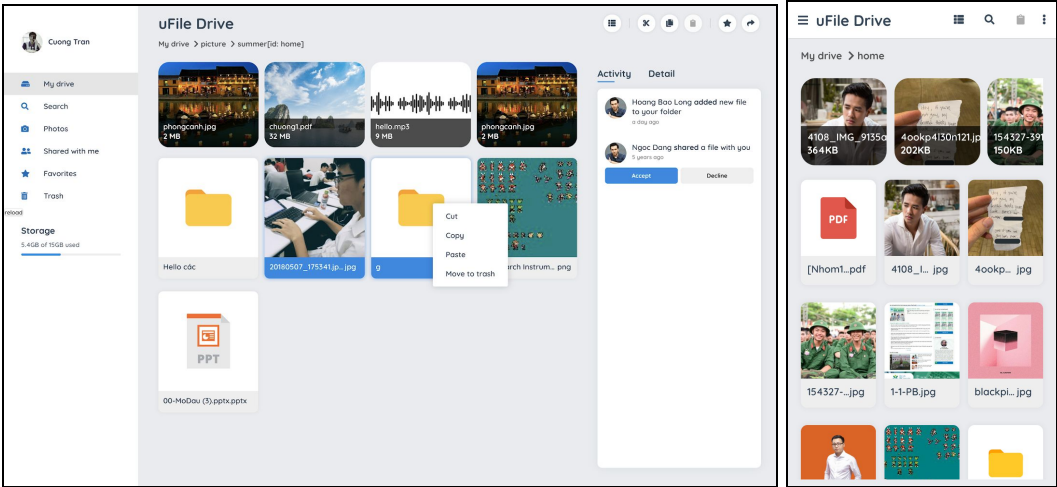 uFile Drive
My drive > picture > summer[id: home]
Cuong Tran
My drive
Search
Photos
Shared with me
Favorites
Trash
reload
Storage
5.4GB of 15GB used
phongcanh.jpg
2 MB
chuong1.pdf
32 MB
hello.mp3
9 MB
phongcanh.jpg
2 MB
Hello các
20180507_175341.jp... jpg
g
rch Instrum... png
Cut
Copy
Paste
Move to trash
PPT
00-MoDau (3).pptx.pptx
Activity
Detail
Hoang Bao Long added new file
to your folder
a day ago
Ngoc Dang shared a file with you
5 years ago
Accept
Decline
uFile Drive
My drive > home
4108_IMG_9135a
364KB
4ookp4l30n121.jp
202KB
154327-391
150KB
PDF
[Nhom1...pdf
4108_I... jpg
4ookp... jpg
154327-...jpg
1-1-PB.jpg
blackpi... jpg